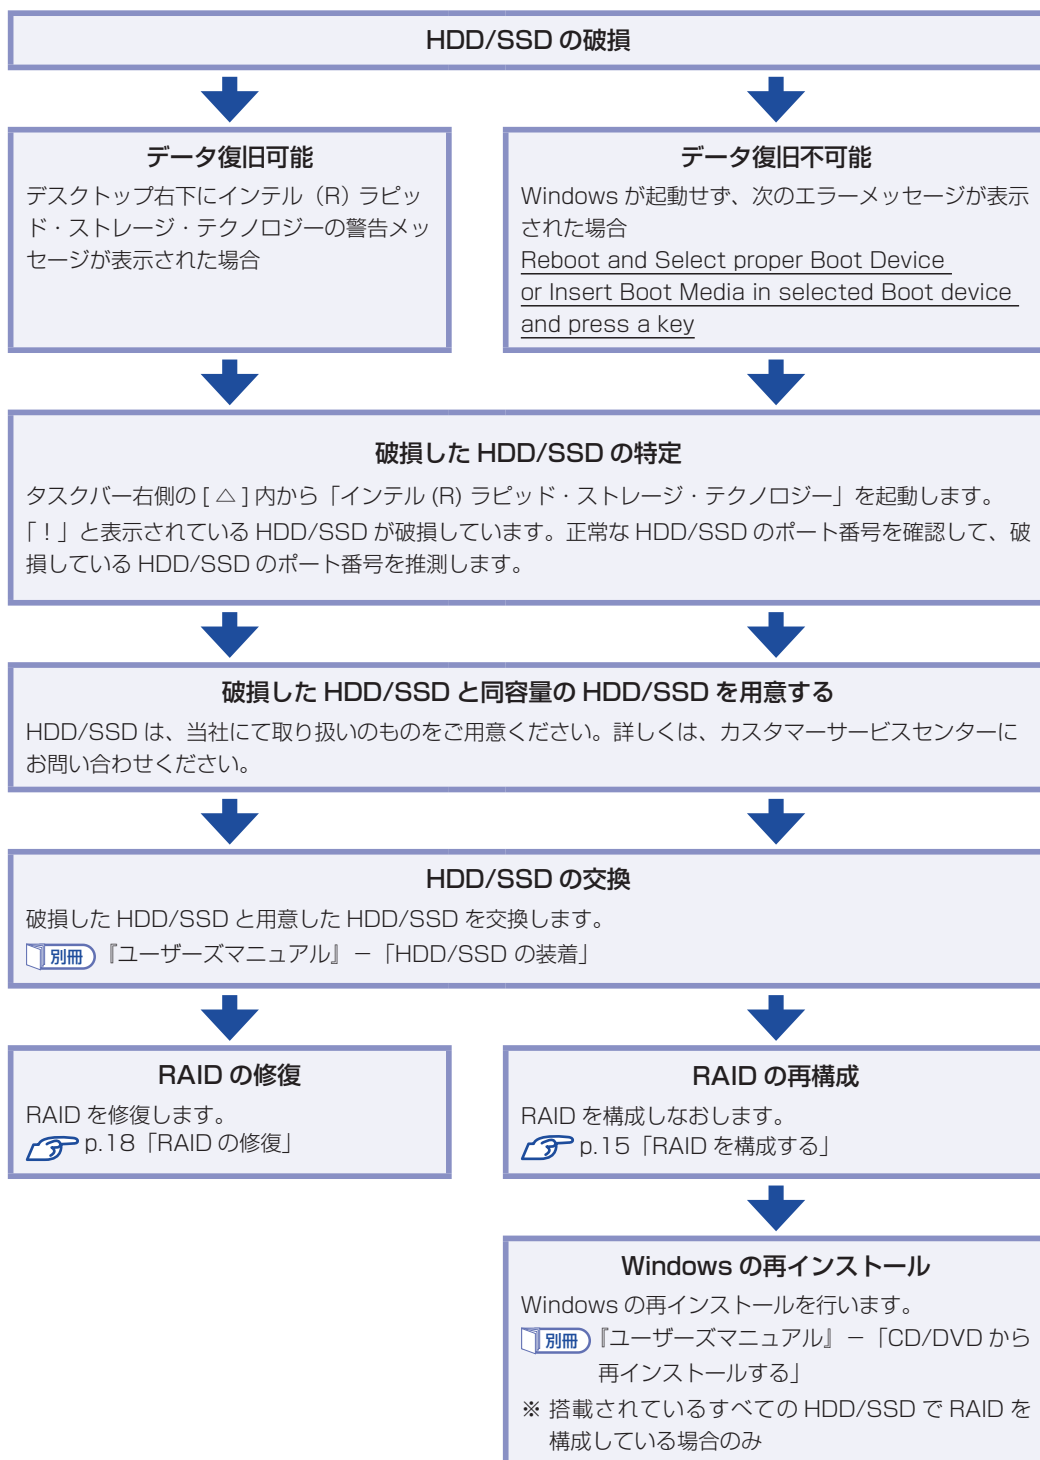 HDD/SSD の破損
データ復旧可能
デスクトップ右下にインテル（R）ラピッ
ド・ストレージ・テクノロジーの警告メッ
セージが表示された場合
データ復旧不可能
Windows が起動せず、次のエラーメッセージが表示
された場合
Reboot and Select proper Boot Device
or Insert Boot Media in selected Boot device
and press a key
破損した HDD/SSD の特定
タスクバー右側の [ △ ] 内から「インテル (R) ラピッド・ストレージ・テクノロジー」を起動します。
「！」と表示されている HDD/SSD が破損しています。正常な HDD/SSD のポート番号を確認して、破
損している HDD/SSD のポート番号を推測します。
破損した HDD/SSD と同容量の HDD/SSD を用意する
HDD/SSD は、当社にて取り扱いのものをご用意ください。詳しくは、カスタマーサービスセンターに
お問い合わせください。
HDD/SSD の交換
破損した HDD/SSD と用意した HDD/SSD を交換します。
別冊 『ユーザーズマニュアル』－「HDD/SSD の装着」
RAID の修復
RAID を修復します。
p.18「RAID の修復」
RAID の再構成
RAID を構成しなおします。
p.15「RAID を構成する」
Windows の再インストール
Windows の再インストールを行います。
別冊 『ユーザーズマニュアル』－「CD/DVD から
再インストールする」
※ 搭載されているすべての HDD/SSD で RAID を
構成している場合のみ